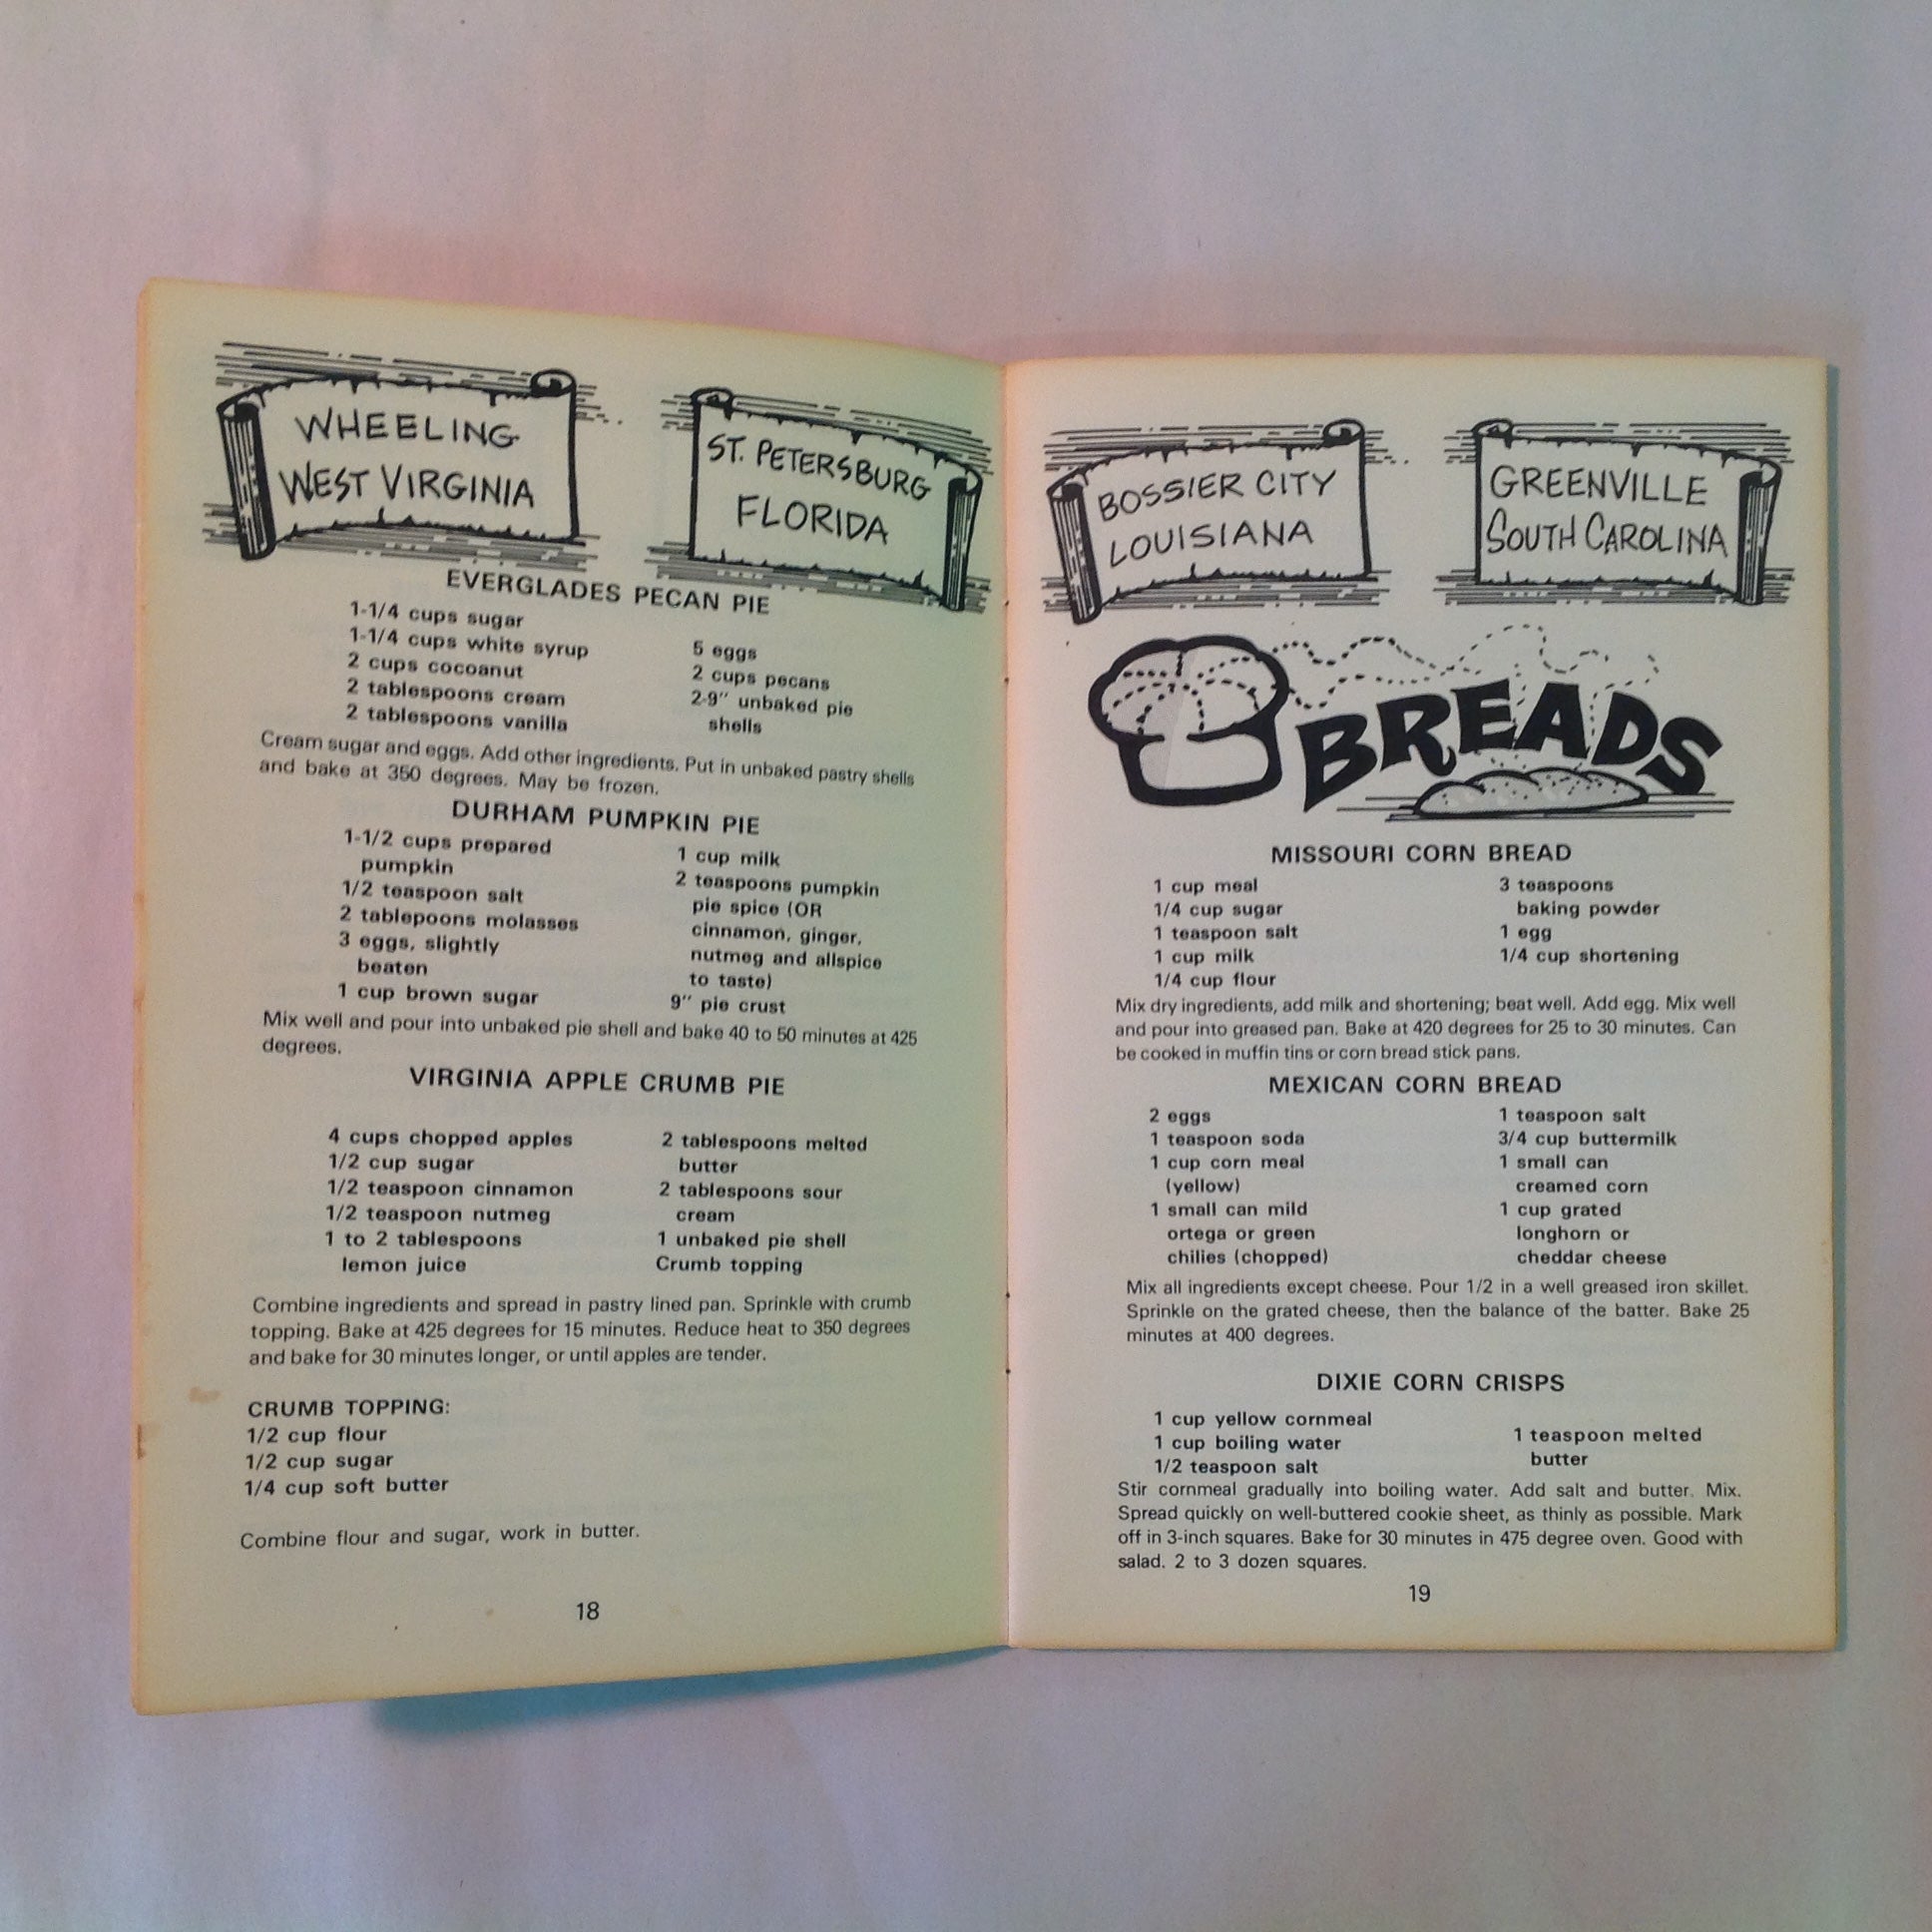 WHEELING
WEST VIRGINIA
ST. PETERSBURG
FLORIDA
EVERGLADES PECAN PIE
1-1/4 cups sugar
1-1/4 cups white syrup
2 cups cocoanut
2 tablespoons cream
2 tablespoons vanilla
5 eggs
2 cups pecans
2-9" unbaked pie
shells
Cream sugar and eggs. Add other ingredients. Put in unbaked pastry shells
and bake at 350 degrees. May be frozen.
DURHAM PUMPKIN PIE
1-1/2 cups prepared
pumpkin
1/2 teaspoon salt
2 tablepoons molasses
3 eggs, slightly
beaten
1 cup brown sugar
1 cup milk
2 teaspoons pumpkin
pie spice (OR
cinnamon, ginger,
nutmeg and allspice
to taste)
9" pie crust
Mix well and pour into unbaked pie shell and bake 40 to 50 minutes at 425
degrees.
VIRGINIA APPLE CRUMB PIE
4 cups chopped apples
1/2 cup sugar
1/2 teaspoon cinnamon
1/2 teaspoon nutmeg
1 to 2 tablespoons
lemon juice
2 tablespoons melted
butter
2 tablespoons sour
cream
1 unbaked pie shell
Crumb topping
Combine ingredients and spread in pastry lined pan. Sprinkle with crumb
topping. Bake at 425 degrees for 15 minutes. Reduce heat to 350 degrees
and bake for 30 minutes longer, or until apples are tender.
CRUMB TOPPING:
1/2 cup flour
1/2 cup sugar
1/4 cup soft butter
Combine flour and sugar, work in butter.
18
BOSSIER CITY
LOUISIANA
GREENVILLE
SOUTH CAROLINA
BREADS
MISSOURI CORN BREAD
1 cup meal
1/4 cup sugar
1 teaspoon salt
1 cup milk
1/4 cup flour
3 teaspoons
baking powder
1 egg
1/4 cup shortening
Mix dry ingredients, add milk and shortening; beat well. Add egg. Mix well
and pour into greased pan. Bake at 420 degrees for 25 to 30 minutes. Can
be cooked in muffin tins or corn bread stick pans.
MEXICAN CORN BREAD
2 eggs
1 teaspoon soda
1 cup corn meal
(yellow)
1 small can mild
ortega or green
chilies (chopped)
1 teaspoon salt
3/4 cup buttermilk
1 small can
creamed corn
1 cup grated
longhorn or
cheddar cheese
Mix all ingredients except cheese. Pour 1/2 in a well greased iron skillet.
Sprinkle on the grated cheese, then the balance of the batter. Bake 25
minutes at 400 degrees.
DIXIE CORN CRISPS
1 cup yellow cornmeal
1 cup boiling water
1/2 teaspoon salt
1 teaspoon melted
butter
Stir cornmeal gradually into boiling water. Add salt and butter. Mix.
Spread quickly on well-buttered cookie sheet, as thinly as possible. Mark
off in 3-inch squares. Bake for 30 minutes in 475 degree oven. Good with
salad. 2 to 3 dozen squares.
19